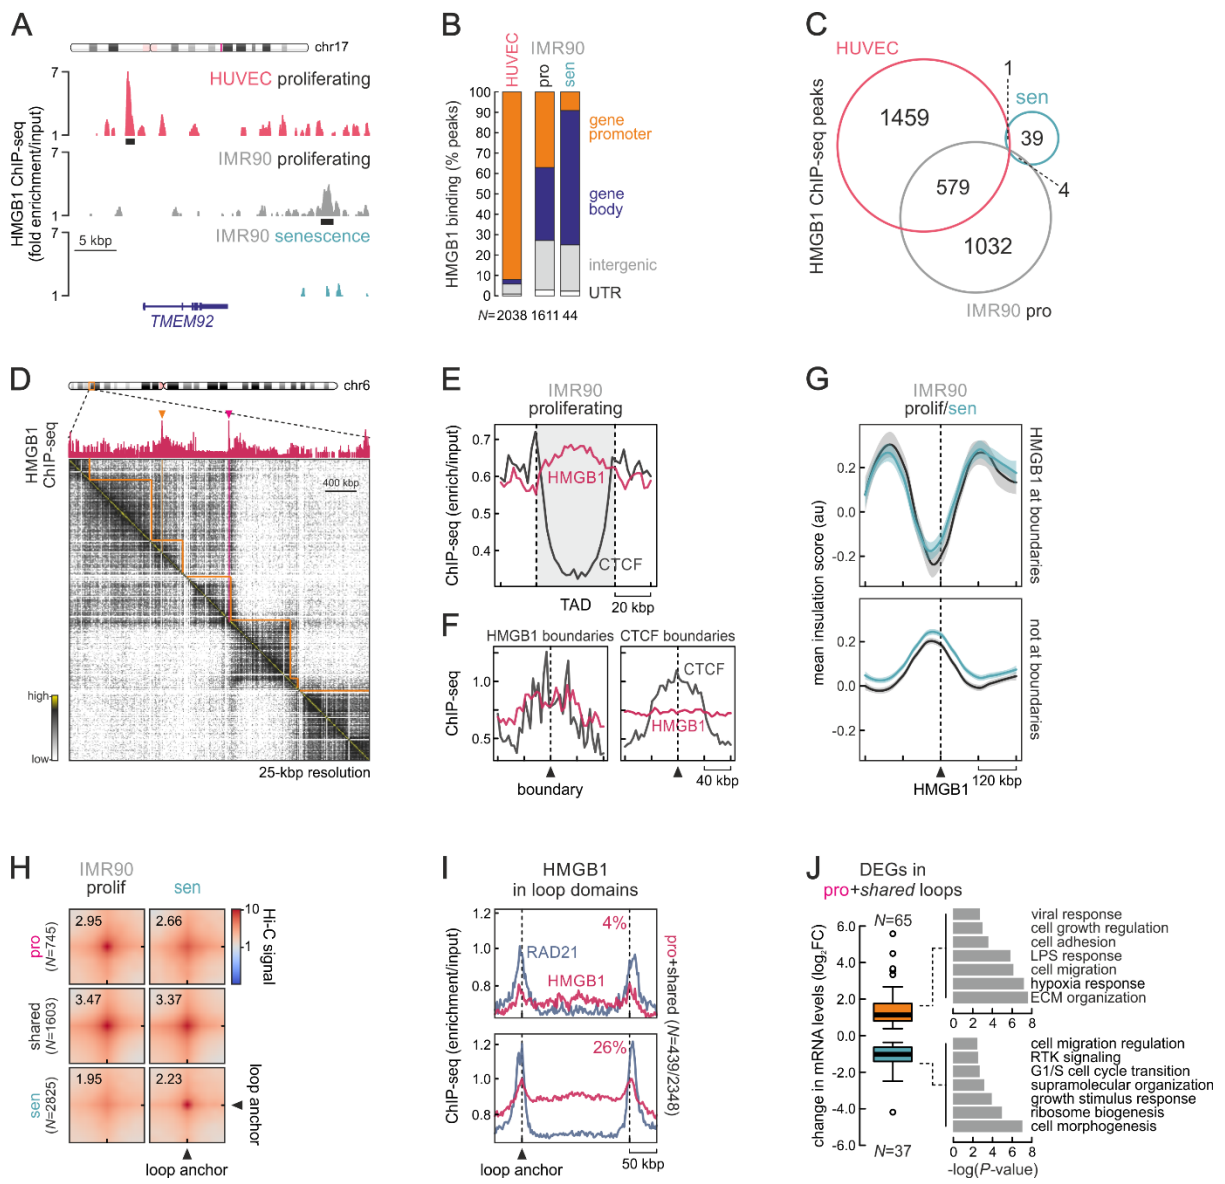 A
chr17
HMGB1 ChIP-seq
(fold enrichment/input)
7
HUVEC proliferating
1
7
IMR90 proliferating
1
7
IMR90 senescence
5 kbp
1
TMEM92
B
HMGB1 binding (% peaks)
HUVEC
IMR90
pro
sen
100
90
80
70
60
50
40
30
20
10
0
gene
promoter
gene
body
intergenic
UTR
N= 2038 1611 44
C
HMGB1 ChIP-seq peaks
HUVEC
1
sen
1459
39
579
4
1032
IMR90 pro
D
chr6
HMGB1
ChIP-seq
400 kbp
high
low
25-kbp resolution
E
IMR90
proliferating
ChIP-seq (enrich/input)
0.7
0.6
0.5
0.4
HMGB1
CTCF
TAD
20 kbp
F
HMGB1 boundaries
CTCF boundaries
ChIP-seq
1.0
0.5
CTCF
HMGB1
boundary
40 kbp
G
IMR90
prolif/sen
mean insulation score (au)
0.2
0.0
-0.2
HMGB1 at boundaries
0.2
0.0
-0.2
not at boundaries
HMGB1
120 kbp
H
IMR90
prolif
sen
pro
(N=745)
2.95
2.66
10
1
Hi-C signal
shared
(N=1603)
3.47
3.37
sen
(N=2825)
1.95
2.23
loop anchor
loop anchor
I
HMGB1
in loop domains
ChIP-seq (enrichment/input)
1.2
1.0
0.8
4%
RAD21
HMGB1
1.2
1.0
0.8
26%
pro+shared (N=439/2348)
loop anchor
50 kbp
J
DEGs in
pro+shared loops
change in mRNA levels (log2FC)
6.0
4.0
2.0
0.0
-2.0
-4.0
-6.0
N=65
N=37
viral response
cell growth regulation
cell adhesion
LPS response
cell migration
hypoxia response
ECM organization
0 2 4 6 8
cell migration regulation
RTK signaling
G1/S cell cycle transition
supramolecular organization
growth stimulus response
ribosome biogenesis
cell morphogenesis
0 2 4 6 8
-log(P-value)